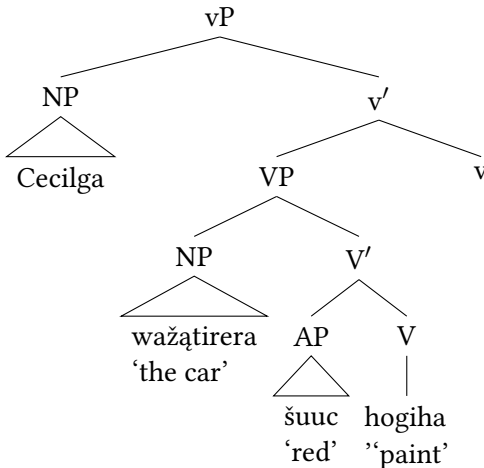 vP
NP
v′
Cecilga
VP
v
NP
V′
wažątirera
‘the car’
AP
V
šuuc
‘red’
hogiha
’‘paint’